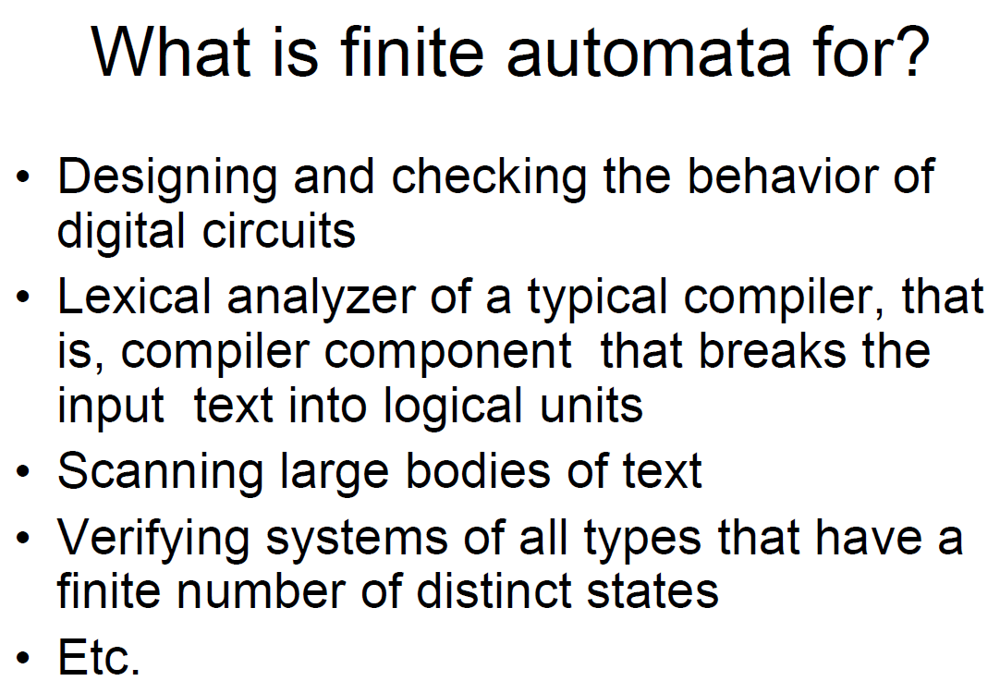 What is finite automata for?
• Designing and checking the behavior of
digital circuits
• Lexical analyzer of a typical compiler, that
is, compiler component  that breaks the
input  text into logical units
• Scanning large bodies of text
• Verifying systems of all types that have a
finite number of distinct states
• Etc.